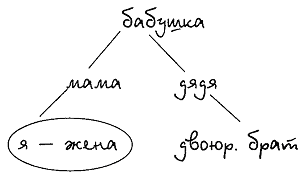 бабушка
мама дядя
я — жена двоюр. брат